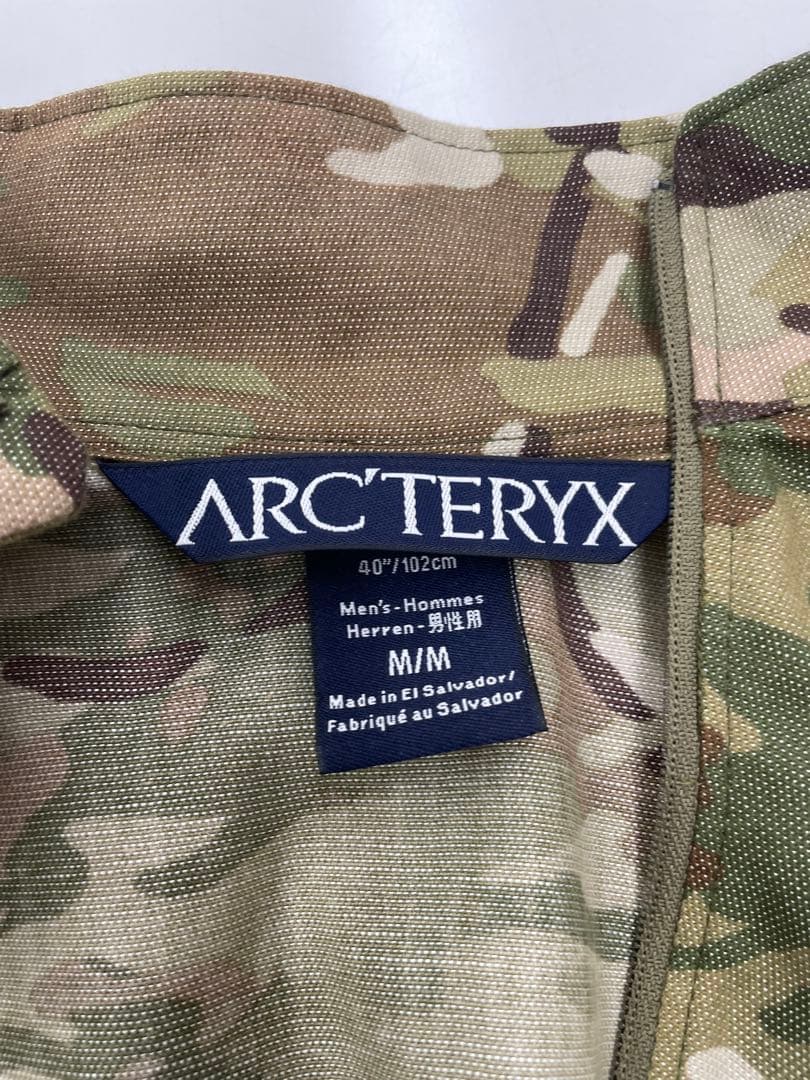 ARC'TERYX
40"/102cm
Men's-Hommes
Herren-男性用
M/M
Made in El Salvador/
Fabriqué au Salvador